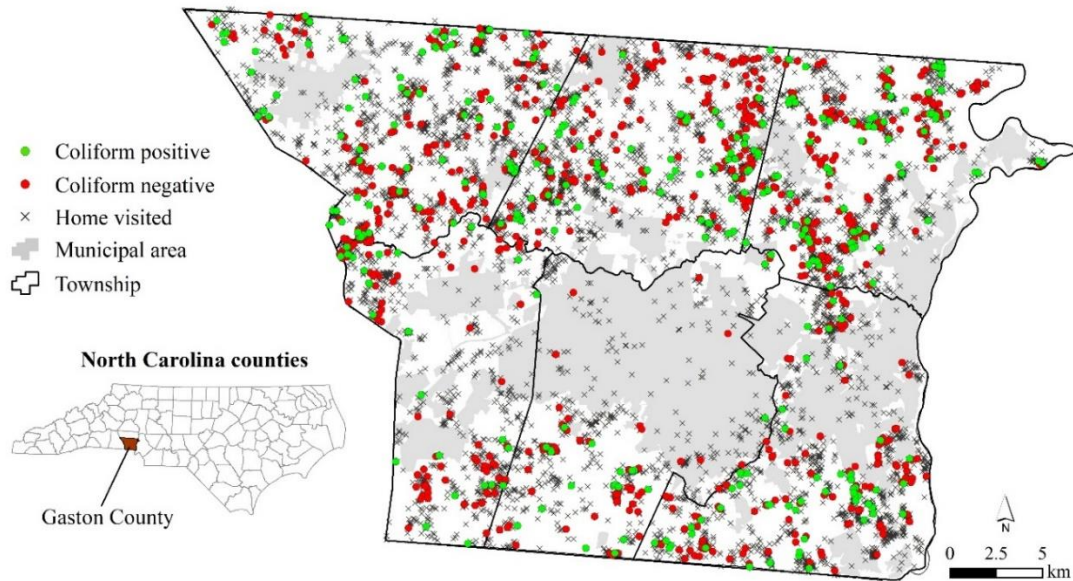 Coliform positive
Coliform negative
Home visited
Municipal area
Township
North Carolina counties
Gaston County
N
0 2.5 5
km